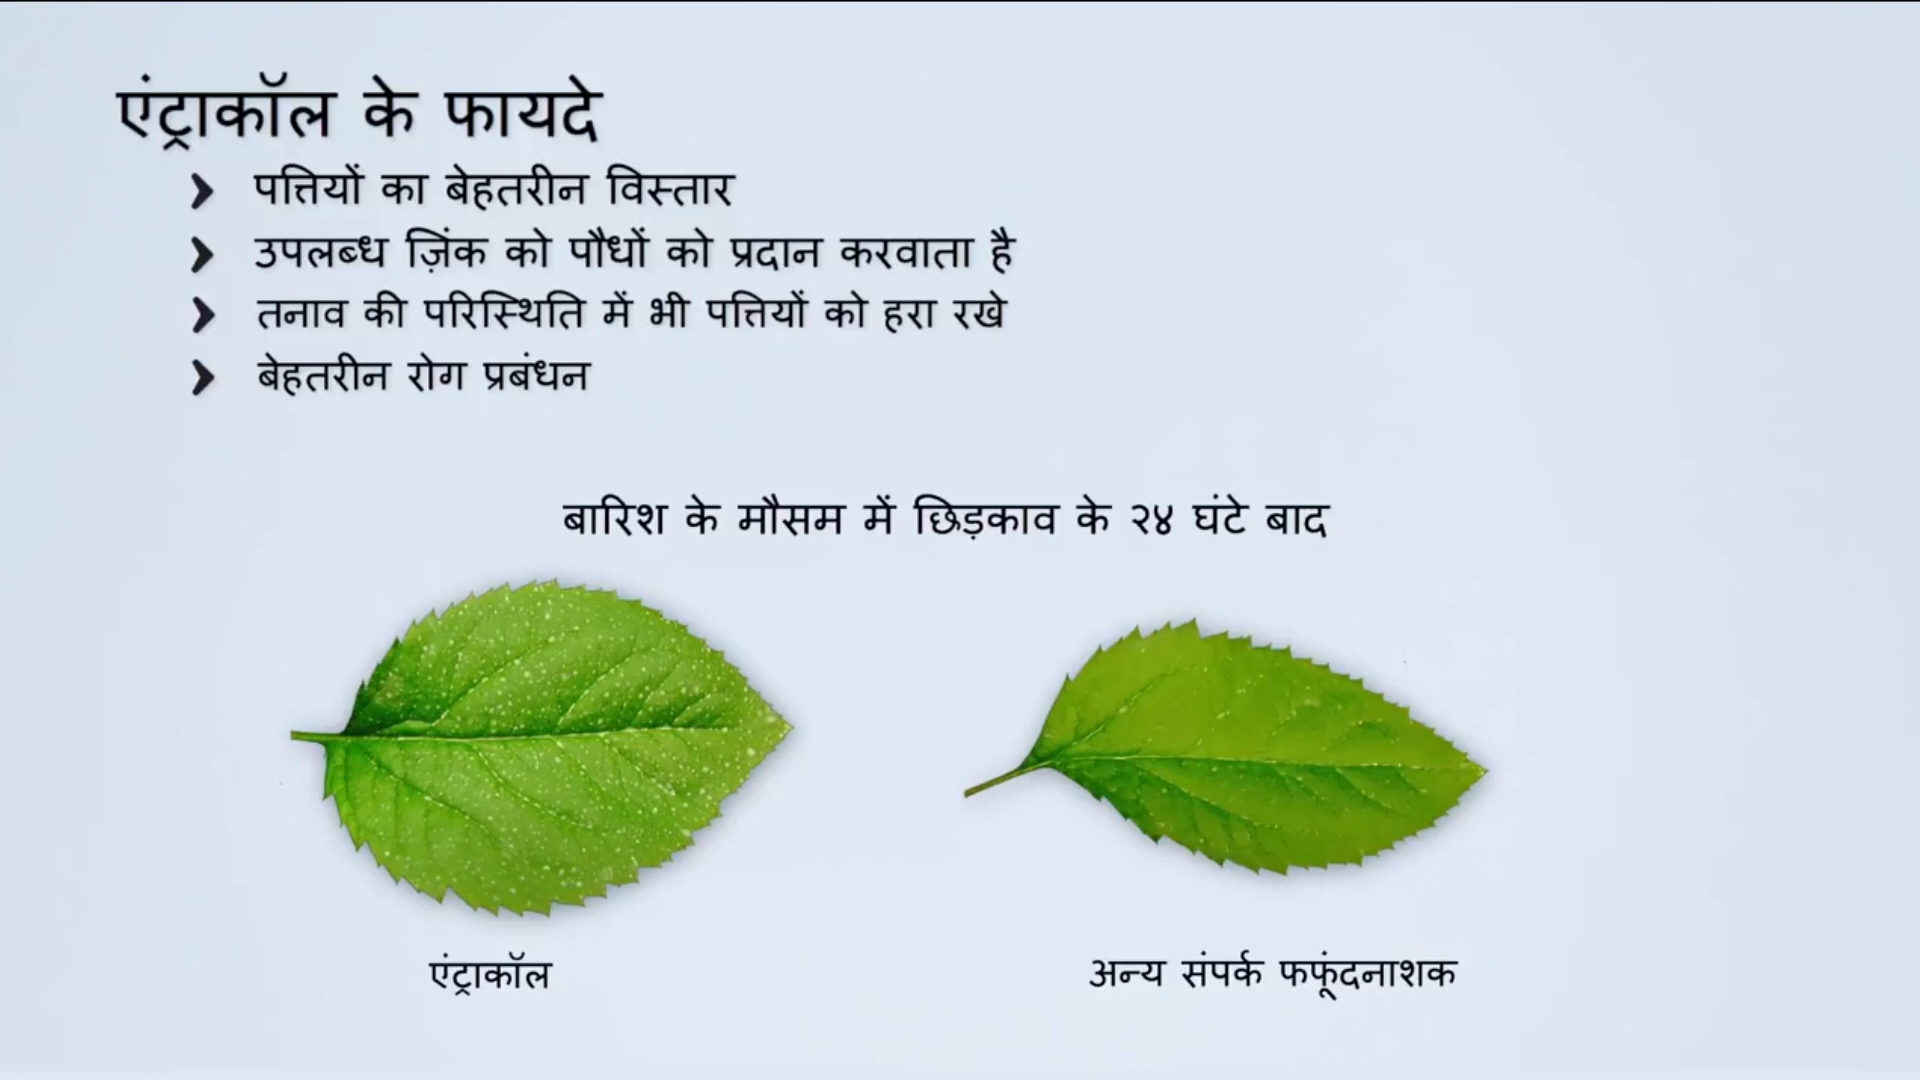 एंट्राकॉल के फायदे
पत्तियों का बेहतरीन विस्तार
उपलब्ध ज़िंक को पौधों को प्रदान करवाता है
तनाव की परिस्थिति में भी पत्तियों को हरा रखे
बेहतरीन रोग प्रबंधन
बारिश के मौसम में छिड़काव के २४ घंटे बाद
एंट्राकॉल
अन्य संपर्क फफूंदनाशक